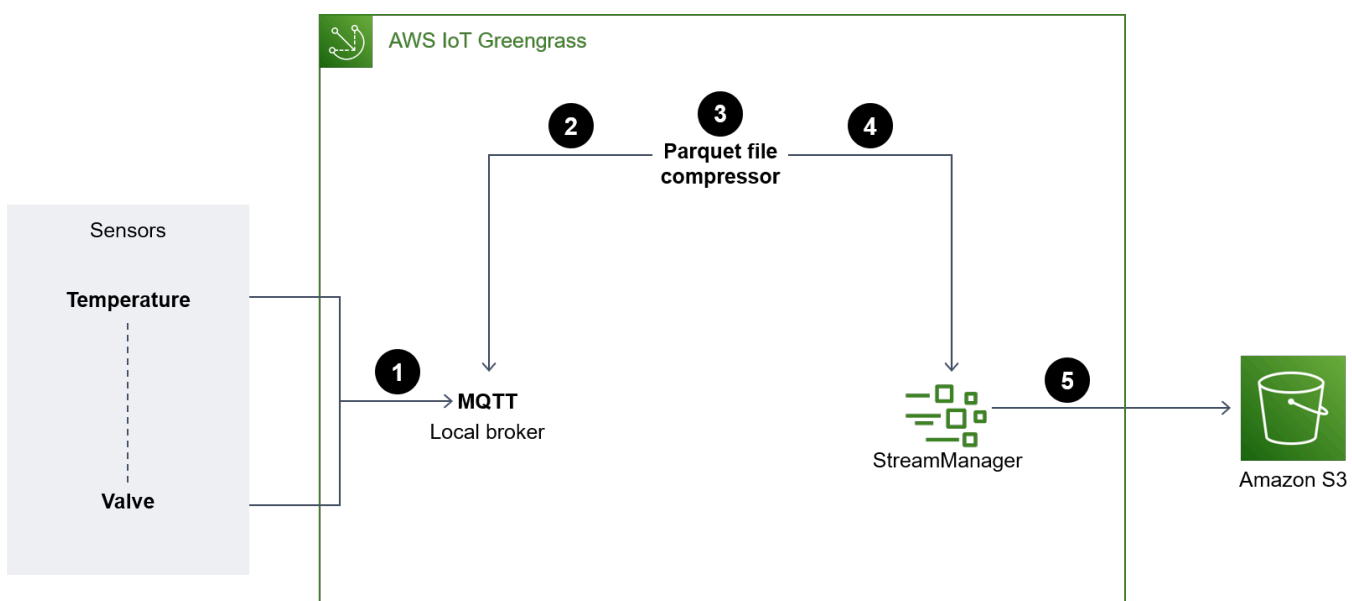 AWS IoT Greengrass
2
3
4
Parquet file
compressor
Sensors
Temperature
Valve
1
MQTT
Local broker
5
StreamManager
Amazon S3